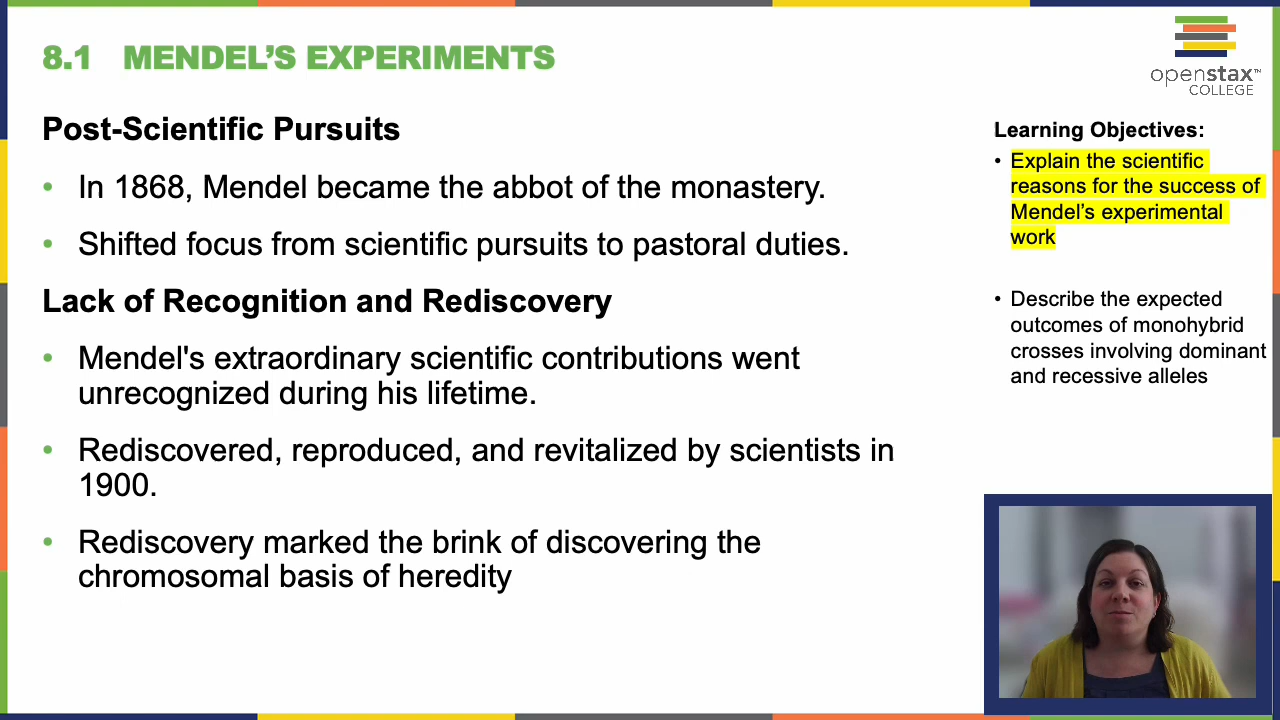 8.1 MENDEL’S EXPERIMENTS
openstax™
COLLEGE
Post-Scientific Pursuits
• In 1868, Mendel became the abbot of the monastery.
• Shifted focus from scientific pursuits to pastoral duties.
Lack of Recognition and Rediscovery
• Mendel's extraordinary scientific contributions went
unrecognized during his lifetime.
• Rediscovered, reproduced, and revitalized by scientists in
1900.
• Rediscovery marked the brink of discovering the
chromosomal basis of heredity
Learning Objectives:
• Explain the scientific
reasons for the success of
Mendel’s experimental
work
• Describe the expected
outcomes of monohybrid
crosses involving dominant
and recessive alleles